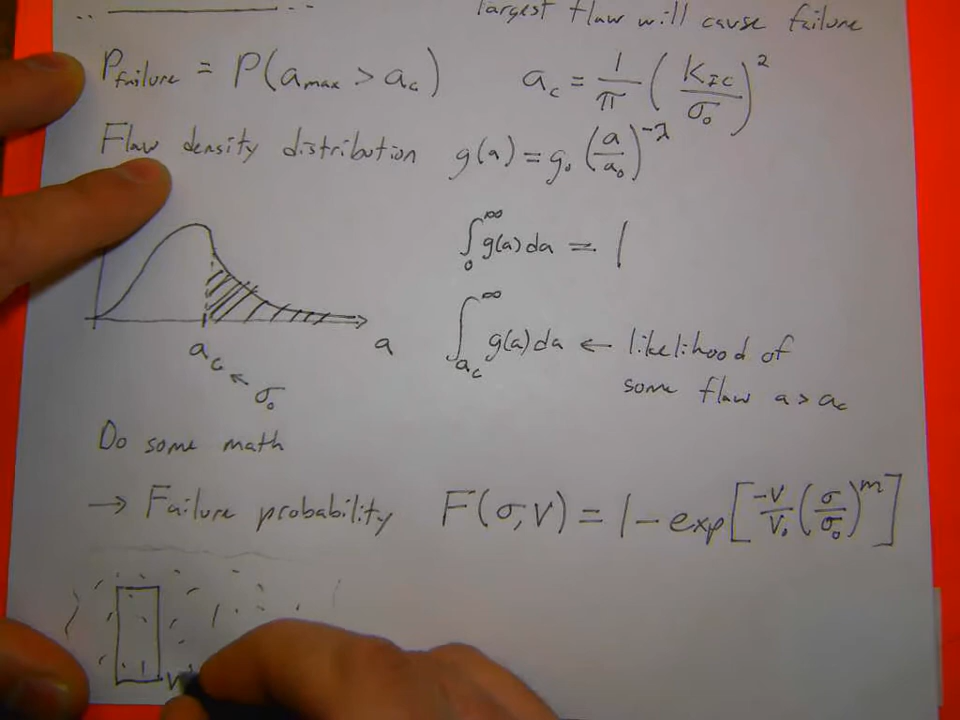 largest flaw will cause failure
P_failure = P(a_max > a_c)  a_c = 1/π (K_IC/σ_o)^2
Flaw density distribution  g(a) = g_o (a/a_o)^-λ
∫_0^∞ g(a) da = 1
∫_{a_c}^∞ g(a) da ← likelihood of
some flaw a > a_c
a
a_c ← σ_o
Do some math
→ Failure probability  F(σ,V) = 1 - exp[-V/V_o (σ/σ_o)^m]